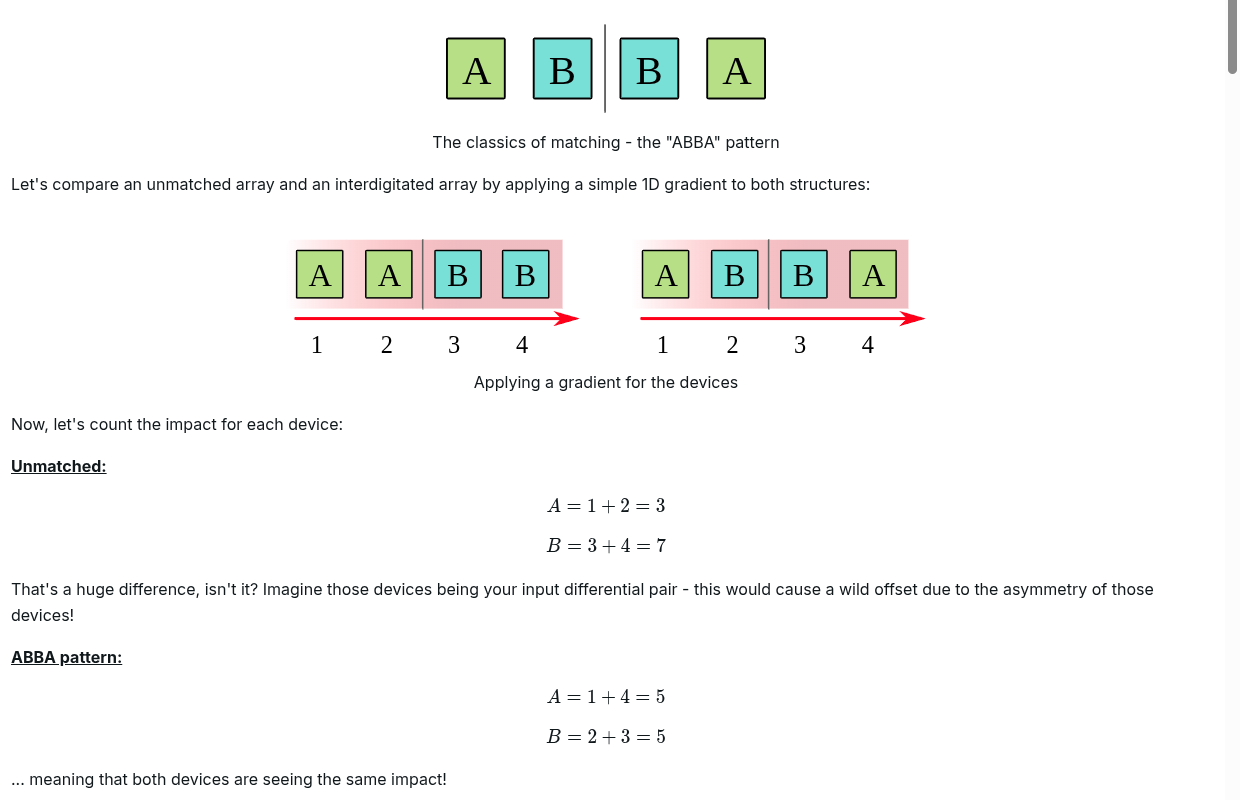 A B B A
The classics of matching - the "ABBA" pattern
Let's compare an unmatched array and an interdigitated array by applying a simple 1D gradient to both structures:
A A B B A B B A
1 2 3 4 1 2 3 4
Applying a gradient for the devices
Now, let's count the impact for each device:
Unmatched:
A = 1 + 2 = 3
B = 3 + 4 = 7
That's a huge difference, isn't it? Imagine those devices being your input differential pair - this would cause a wild offset due to the asymmetry of those
devices!
ABBA pattern:
A = 1 + 4 = 5
B = 2 + 3 = 5
... meaning that both devices are seeing the same impact!